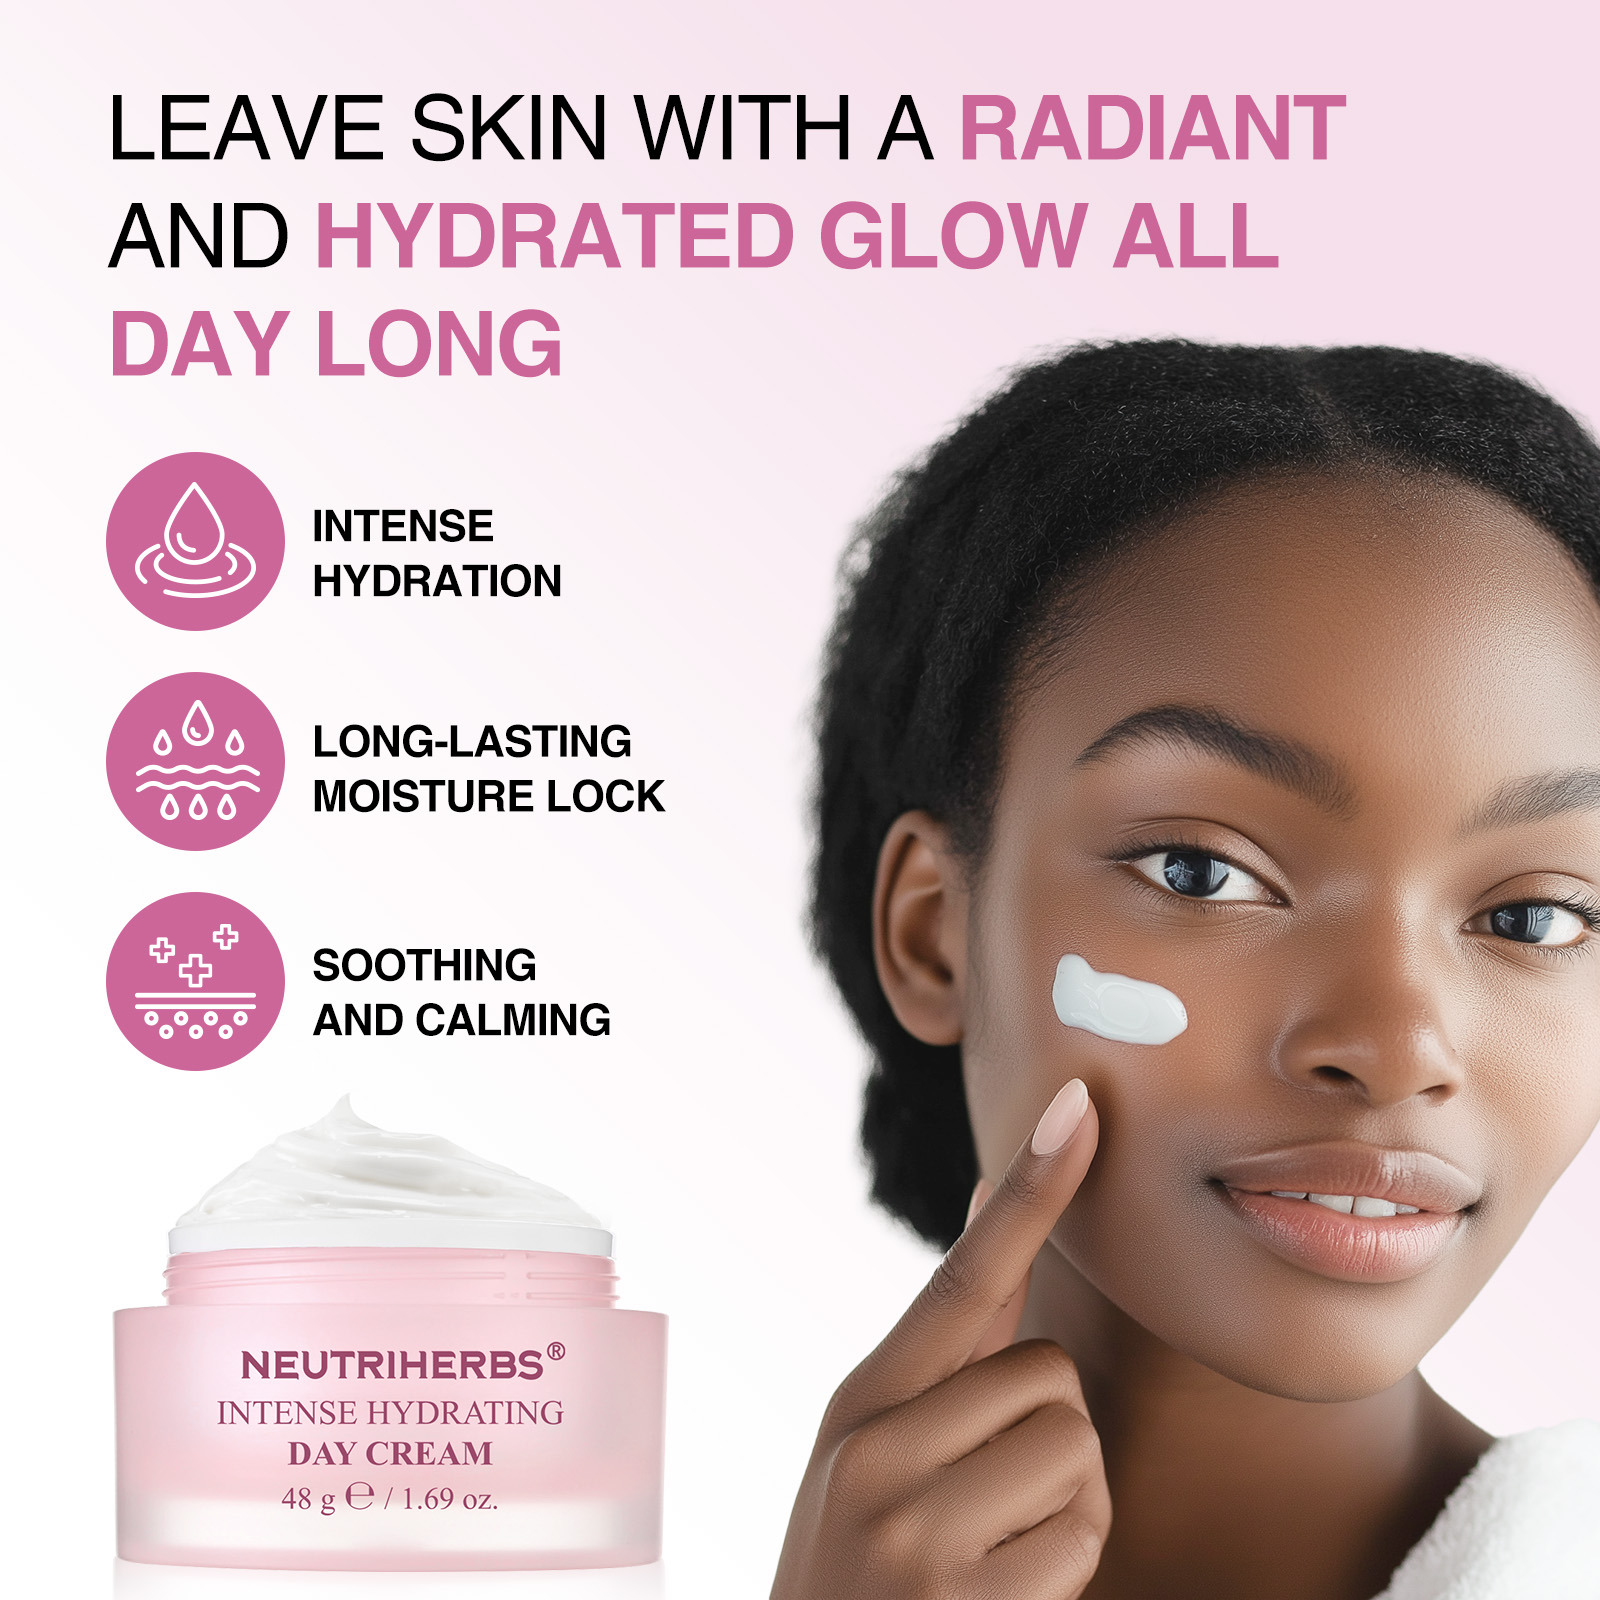 LEAVE SKIN WITH A RADIANT
AND HYDRATED GLOW ALL
DAY LONG
INTENSE
HYDRATION
LONG-LASTING
MOISTURE LOCK
SOOTHING
AND CALMING
NEUTRIHERBS®
INTENSE HYDRATING
DAY CREAM
48 g ℮ / 1.69 oz.